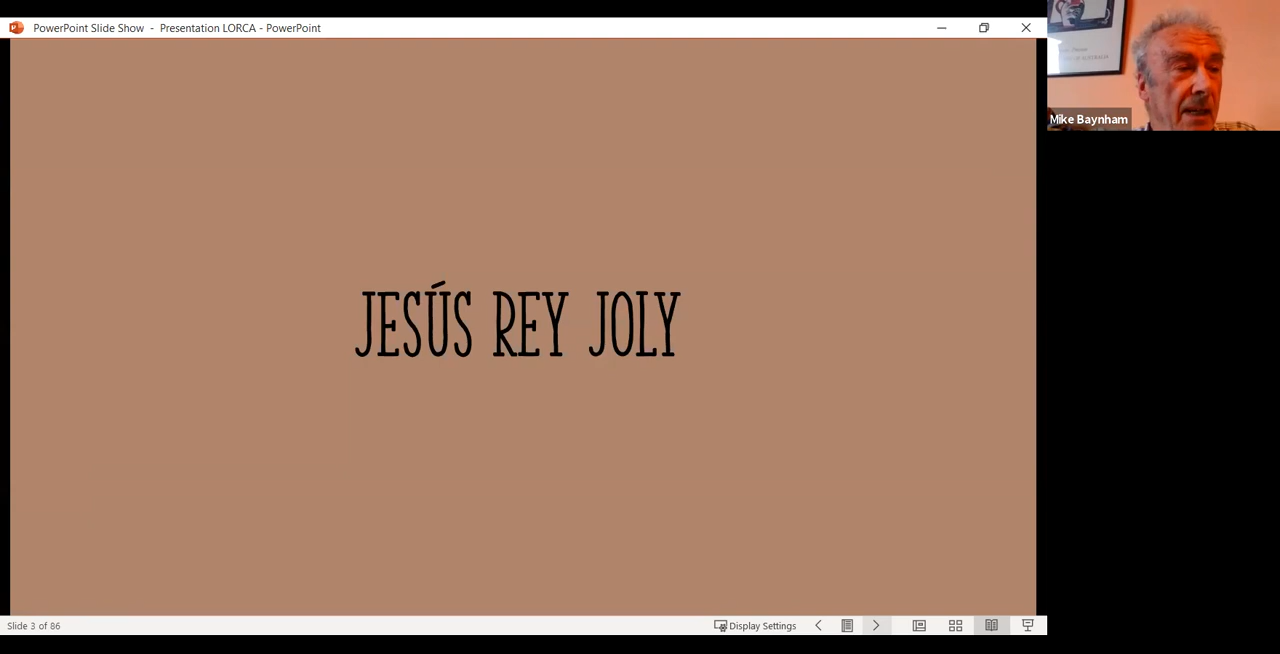 PowerPoint Slide Show - Presentation LORCA - PowerPoint
JESÚS REY JOLY
Mike Baynham
Slide 3 of 86
Display Settings